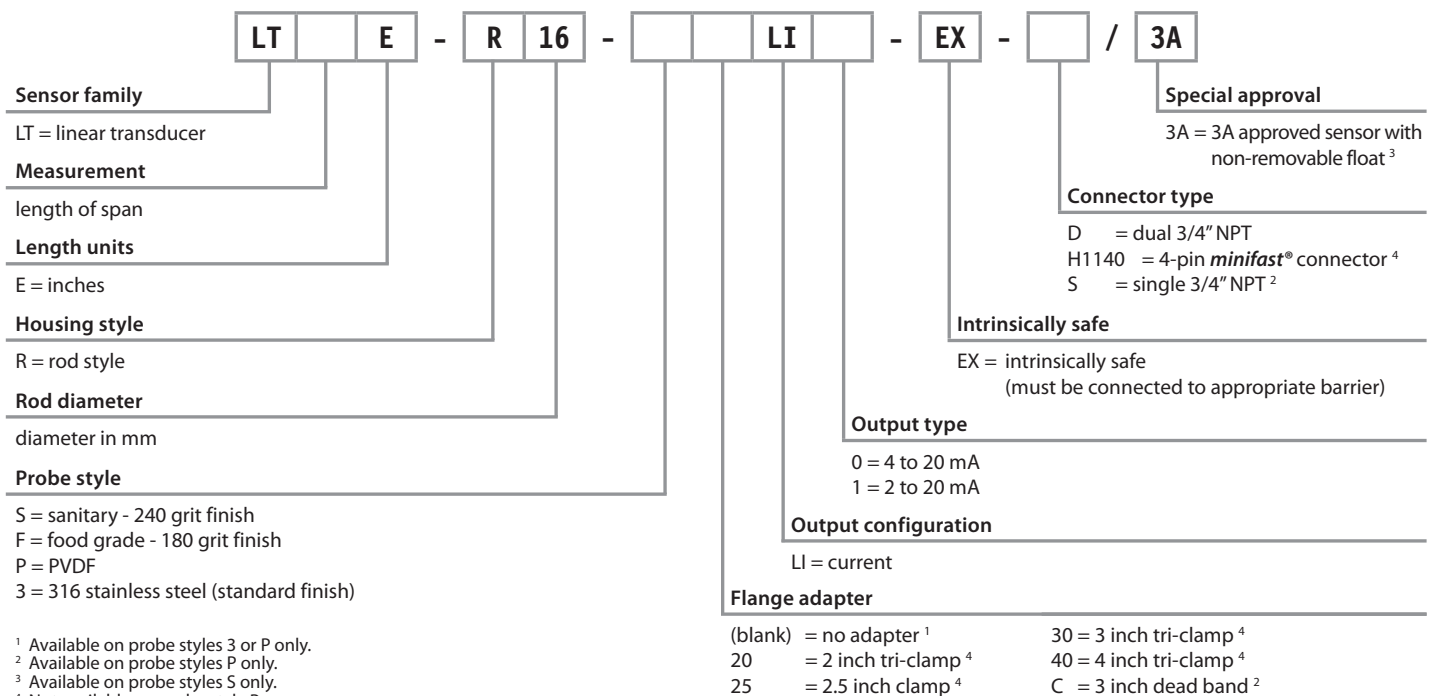 LT E - R 16 - LI - EX - / 3A
Sensor family
LT = linear transducer
Measurement
length of span
Length units
E = inches
Housing style
R = rod style
Rod diameter
diameter in mm
Probe style
S = sanitary - 240 grit finish
F = food grade - 180 grit finish
P = PVDF
3 = 316 stainless steel (standard finish)
¹ Available on probe styles 3 or P only.
² Available on probe styles P only.
³ Available on probe styles S only.
Special approval
3A = 3A approved sensor with
non-removable float ³
Connector type
D = dual 3/4” NPT
H1140 = 4-pin minifast® connector ⁴
S = single 3/4” NPT ²
Intrinsically safe
EX = intrinsically safe
(must be connected to appropriate barrier)
Output type
0 = 4 to 20 mA
1 = 2 to 20 mA
Output configuration
LI = current
Flange adapter
(blank) = no adapter ¹
20 = 2 inch tri-clamp ⁴
25 = 2.5 inch clamp ⁴
30 = 3 inch tri-clamp ⁴
40 = 4 inch tri-clamp ⁴
C = 3 inch dead band ²